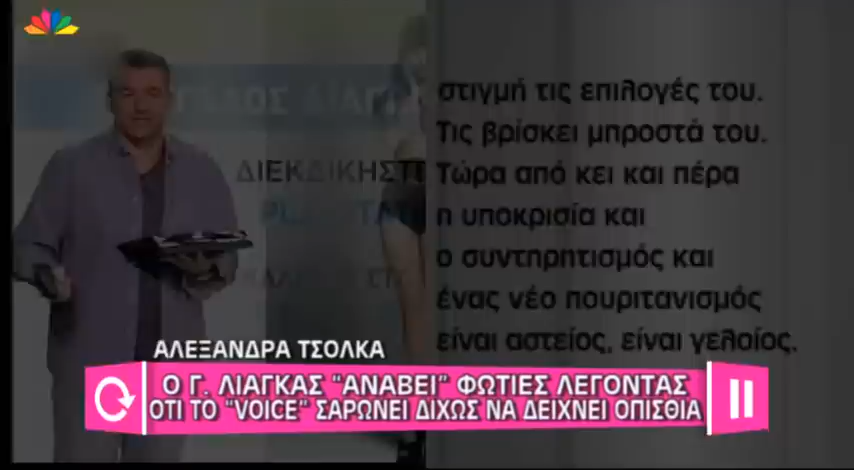 ΔΙΕΚΔΙΚΗΣΤΕ
στιγμή τις επιλογές του.
Τις βρίσκει μπροστά του.
Τώρα από κει και πέρα
η υποκρισία και
ο συντηρητισμός και
ένας νέο πουριτανισμός
είναι αστείος, είναι γελοίος.
ΑΛΕΞΑΝΔΡΑ ΤΣΟΛΚΑ
Ο Γ. ΛΙΑΓΚΑΣ "ΑΝΑΒΕΙ" ΦΩΤΙΕΣ ΛΕΓΟΝΤΑΣ
ΟΤΙ ΤΟ "VOICE" ΣΑΡΩΝΕΙ ΔΙΧΩΣ ΝΑ ΔΕΙΧΝΕΙ ΟΠΙΣΘΙΑ